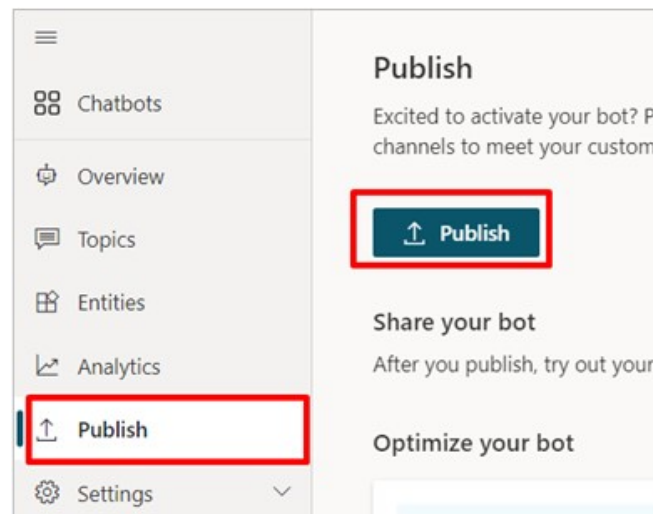 Chatbots
Overview
Topics
Entities
Analytics
Publish
Settings
Publish
Excited to activate your bot?
channels to meet your
Publish
Share your bot
After you publish, try out your
Optimize your bot